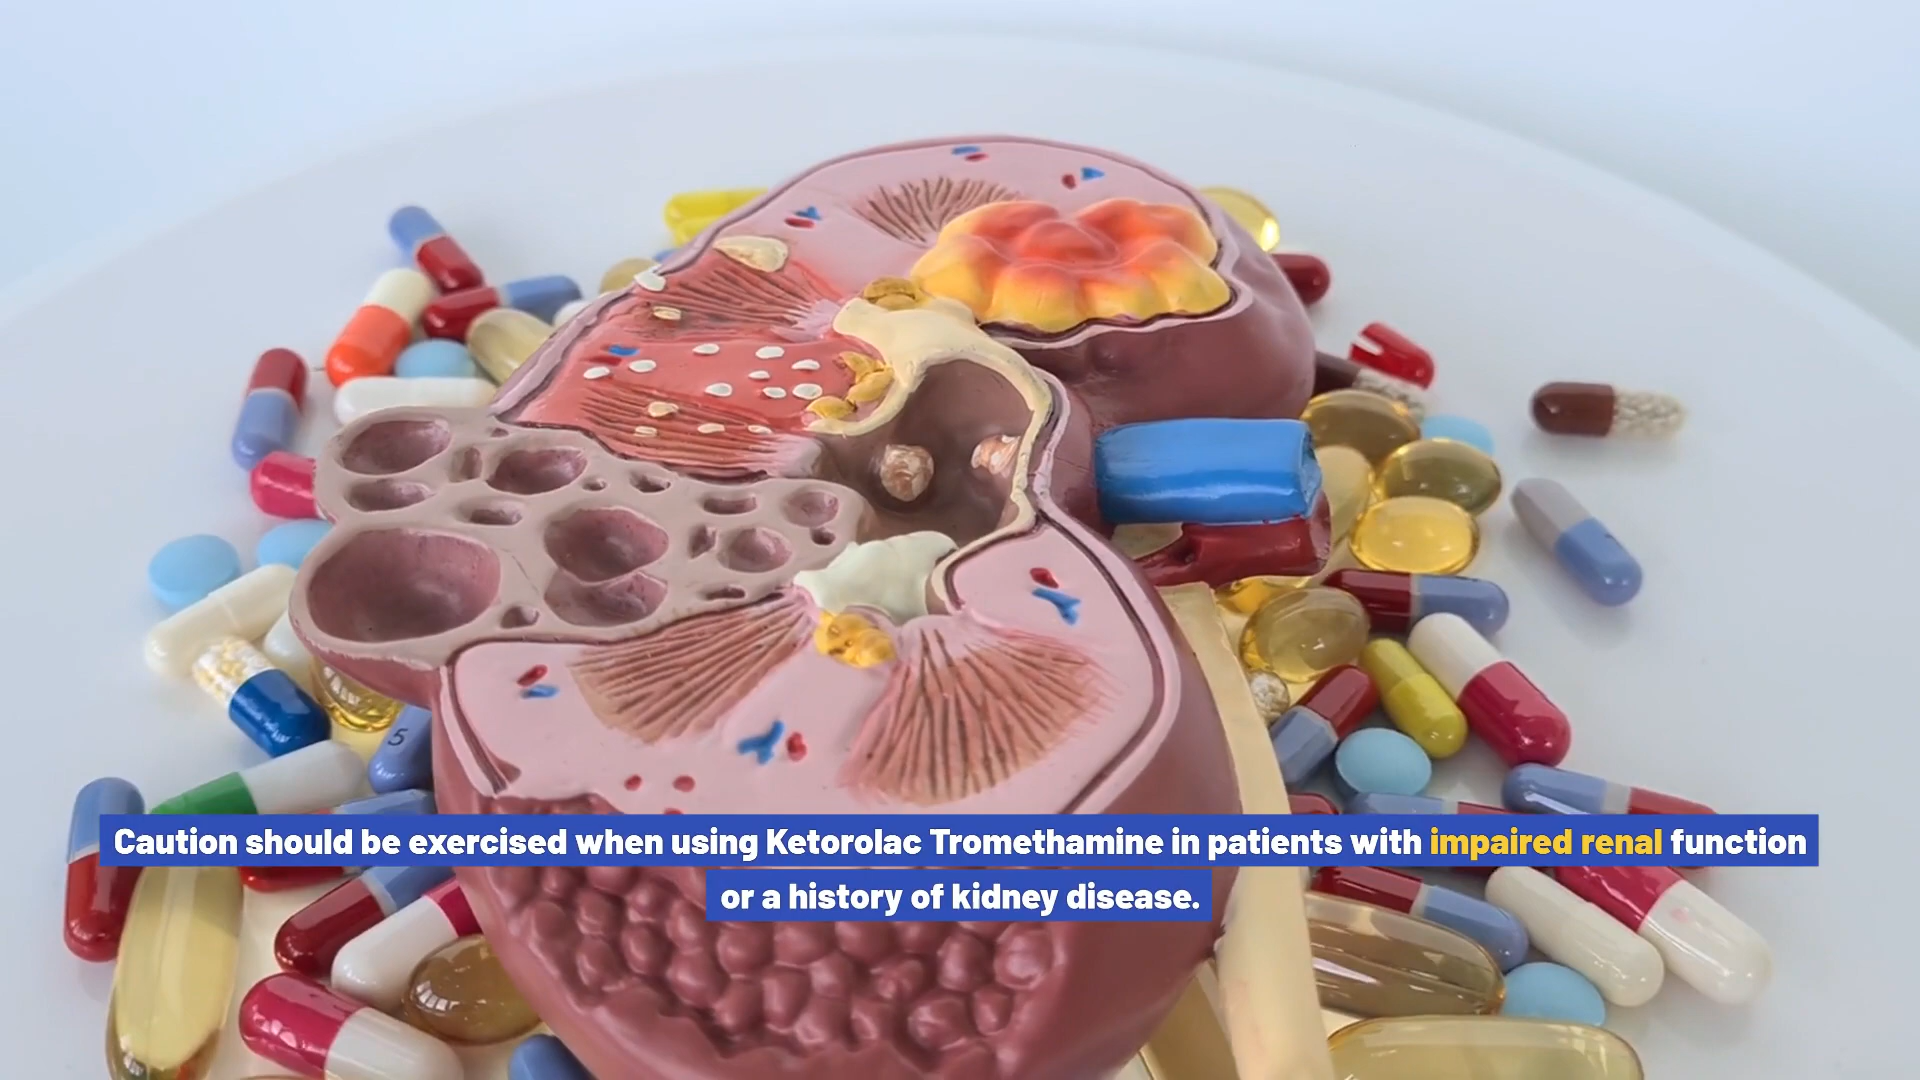 Caution should be exercised when using Ketorolac Tromethamine in patients with impaired renal function
or a history of kidney disease.
5